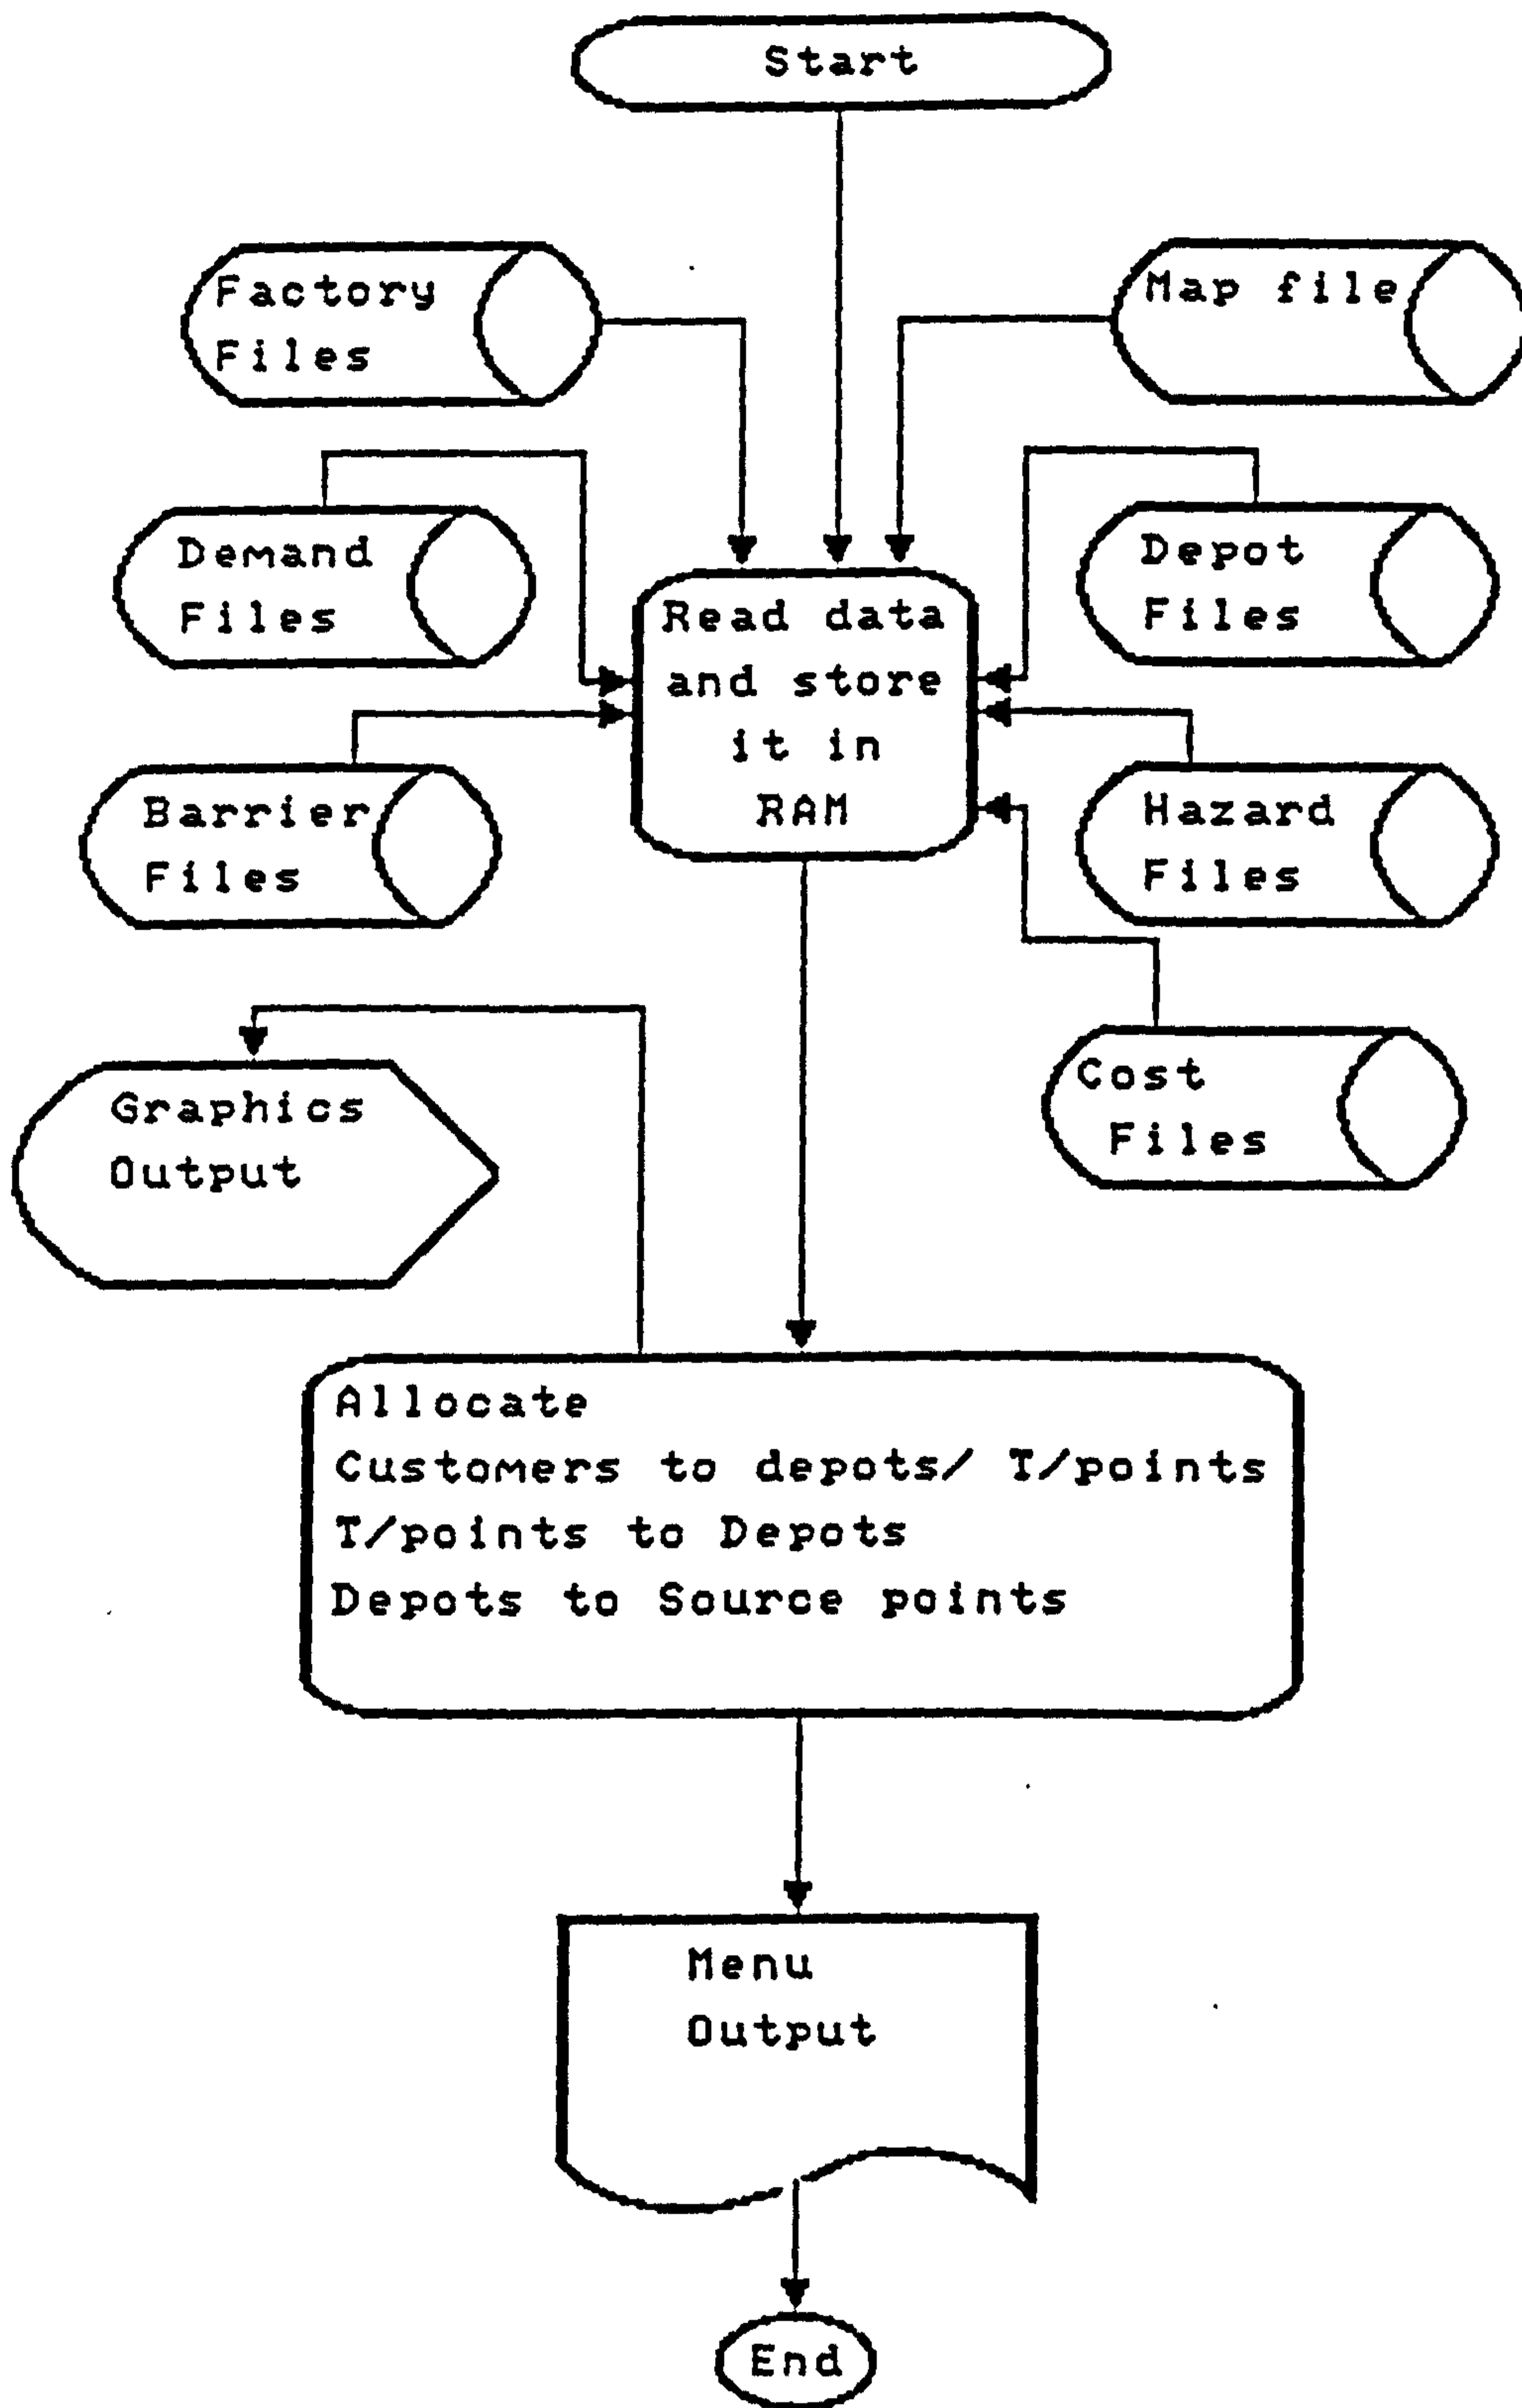 Start
Factory
Files
Map file
Demand
Files
Depot
Files
Read data
and store
it in
RAM
Barrier
Files
Hazard
Files
Graphics
Output
Cost
Files
Allocate
Customers to depots/ T/points
T/points to Depots
Depots to Source points
Menu
Output
End